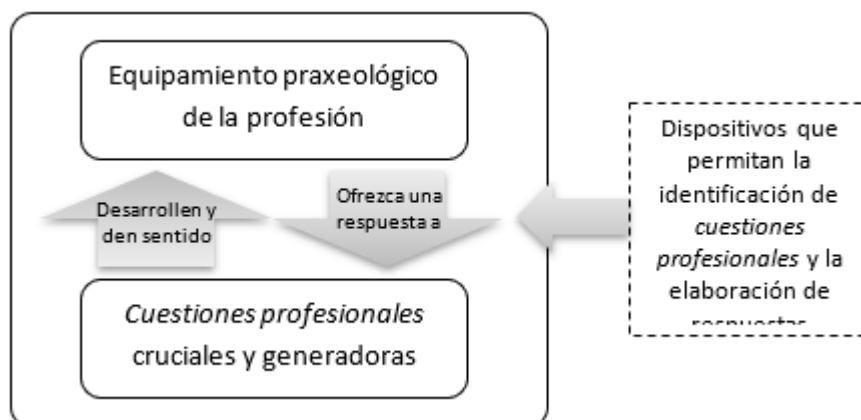 Equipamiento praxeológico
de la profesión
Desarrollen y
den sentido
Ofrezca una
respuesta a
Cuestiones profesionales
cruciales y generadoras
Dispositivos que
permitan la
identificación de
cuestiones
profesionales y la
elaboración de
respuestas